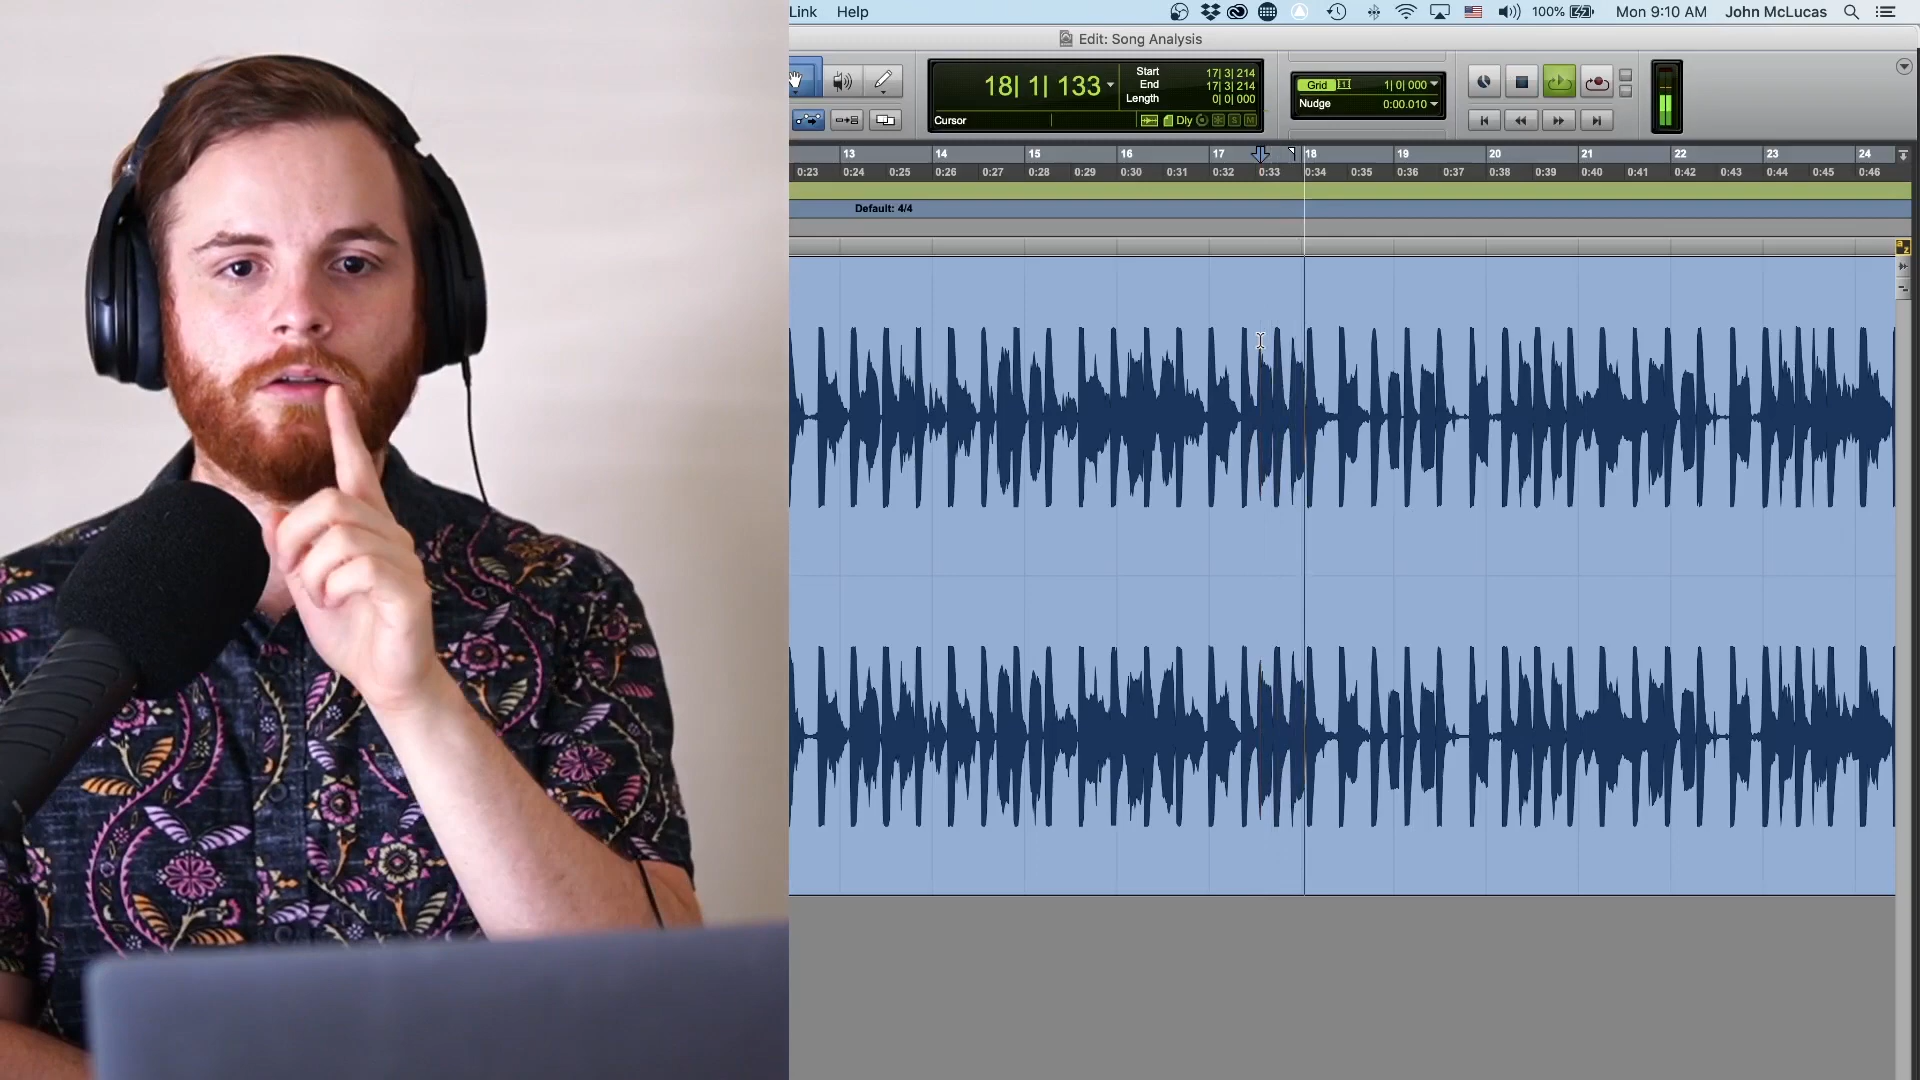 Link Help 100% Mon 9:10 AM John McLucas
Edit: Song Analysis
18| 1| 133
Start 17| 3| 214
End 17| 3| 214
Length 0| 0| 000
Cursor Dly S M
Grid 1| 0| 000
Nudge 0:00.010
13 14 15 16 17 18 19 20 21 22 23 24
0:23 0:24 0:25 0:26 0:27 0:28 0:29 0:30 0:31 0:32 0:33 0:34 0:35 0:36 0:37 0:38 0:39 0:40 0:41 0:42 0:43 0:44 0:45 0:46
Default: 4/4
a
z